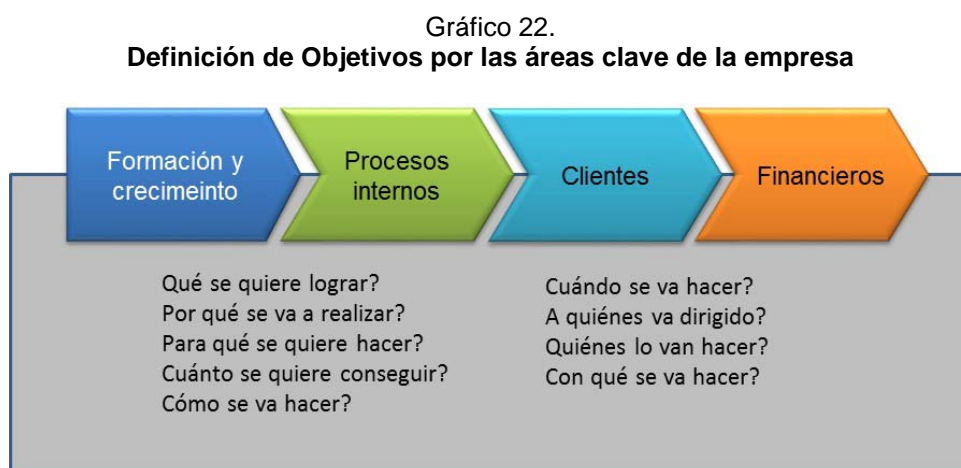 Gráfico 22.
Definición de Objetivos por las áreas clave de la empresa
Formación y
crecimeinto
Procesos
internos
Clientes
Financieros
Qué se quiere lograr?
Por qué se va a realizar?
Para qué se quiere hacer?
Cuánto se quiere conseguir?
Cómo se va hacer?
Cuándo se va hacer?
A quiénes va dirigido?
Quiénes lo van hacer?
Con qué se va hacer?